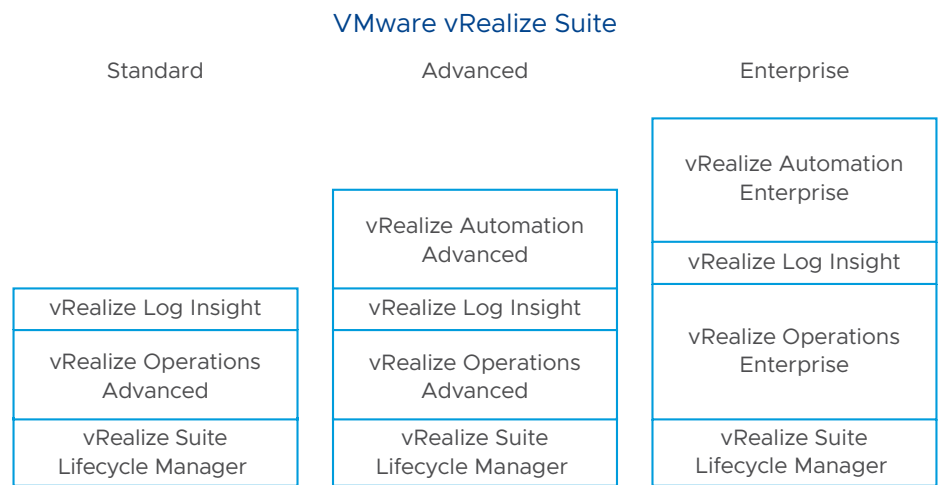 VMware vRealize Suite
Standard
Advanced
Enterprise
vRealize Log Insight
vRealize Operations
Advanced
vRealize Suite
Lifecycle Manager
vRealize Automation
Advanced
vRealize Log Insight
vRealize Operations
Advanced
vRealize Suite
Lifecycle Manager
vRealize Automation
Enterprise
vRealize Log Insight
vRealize Operations
Enterprise
vRealize Suite
Lifecycle Manager